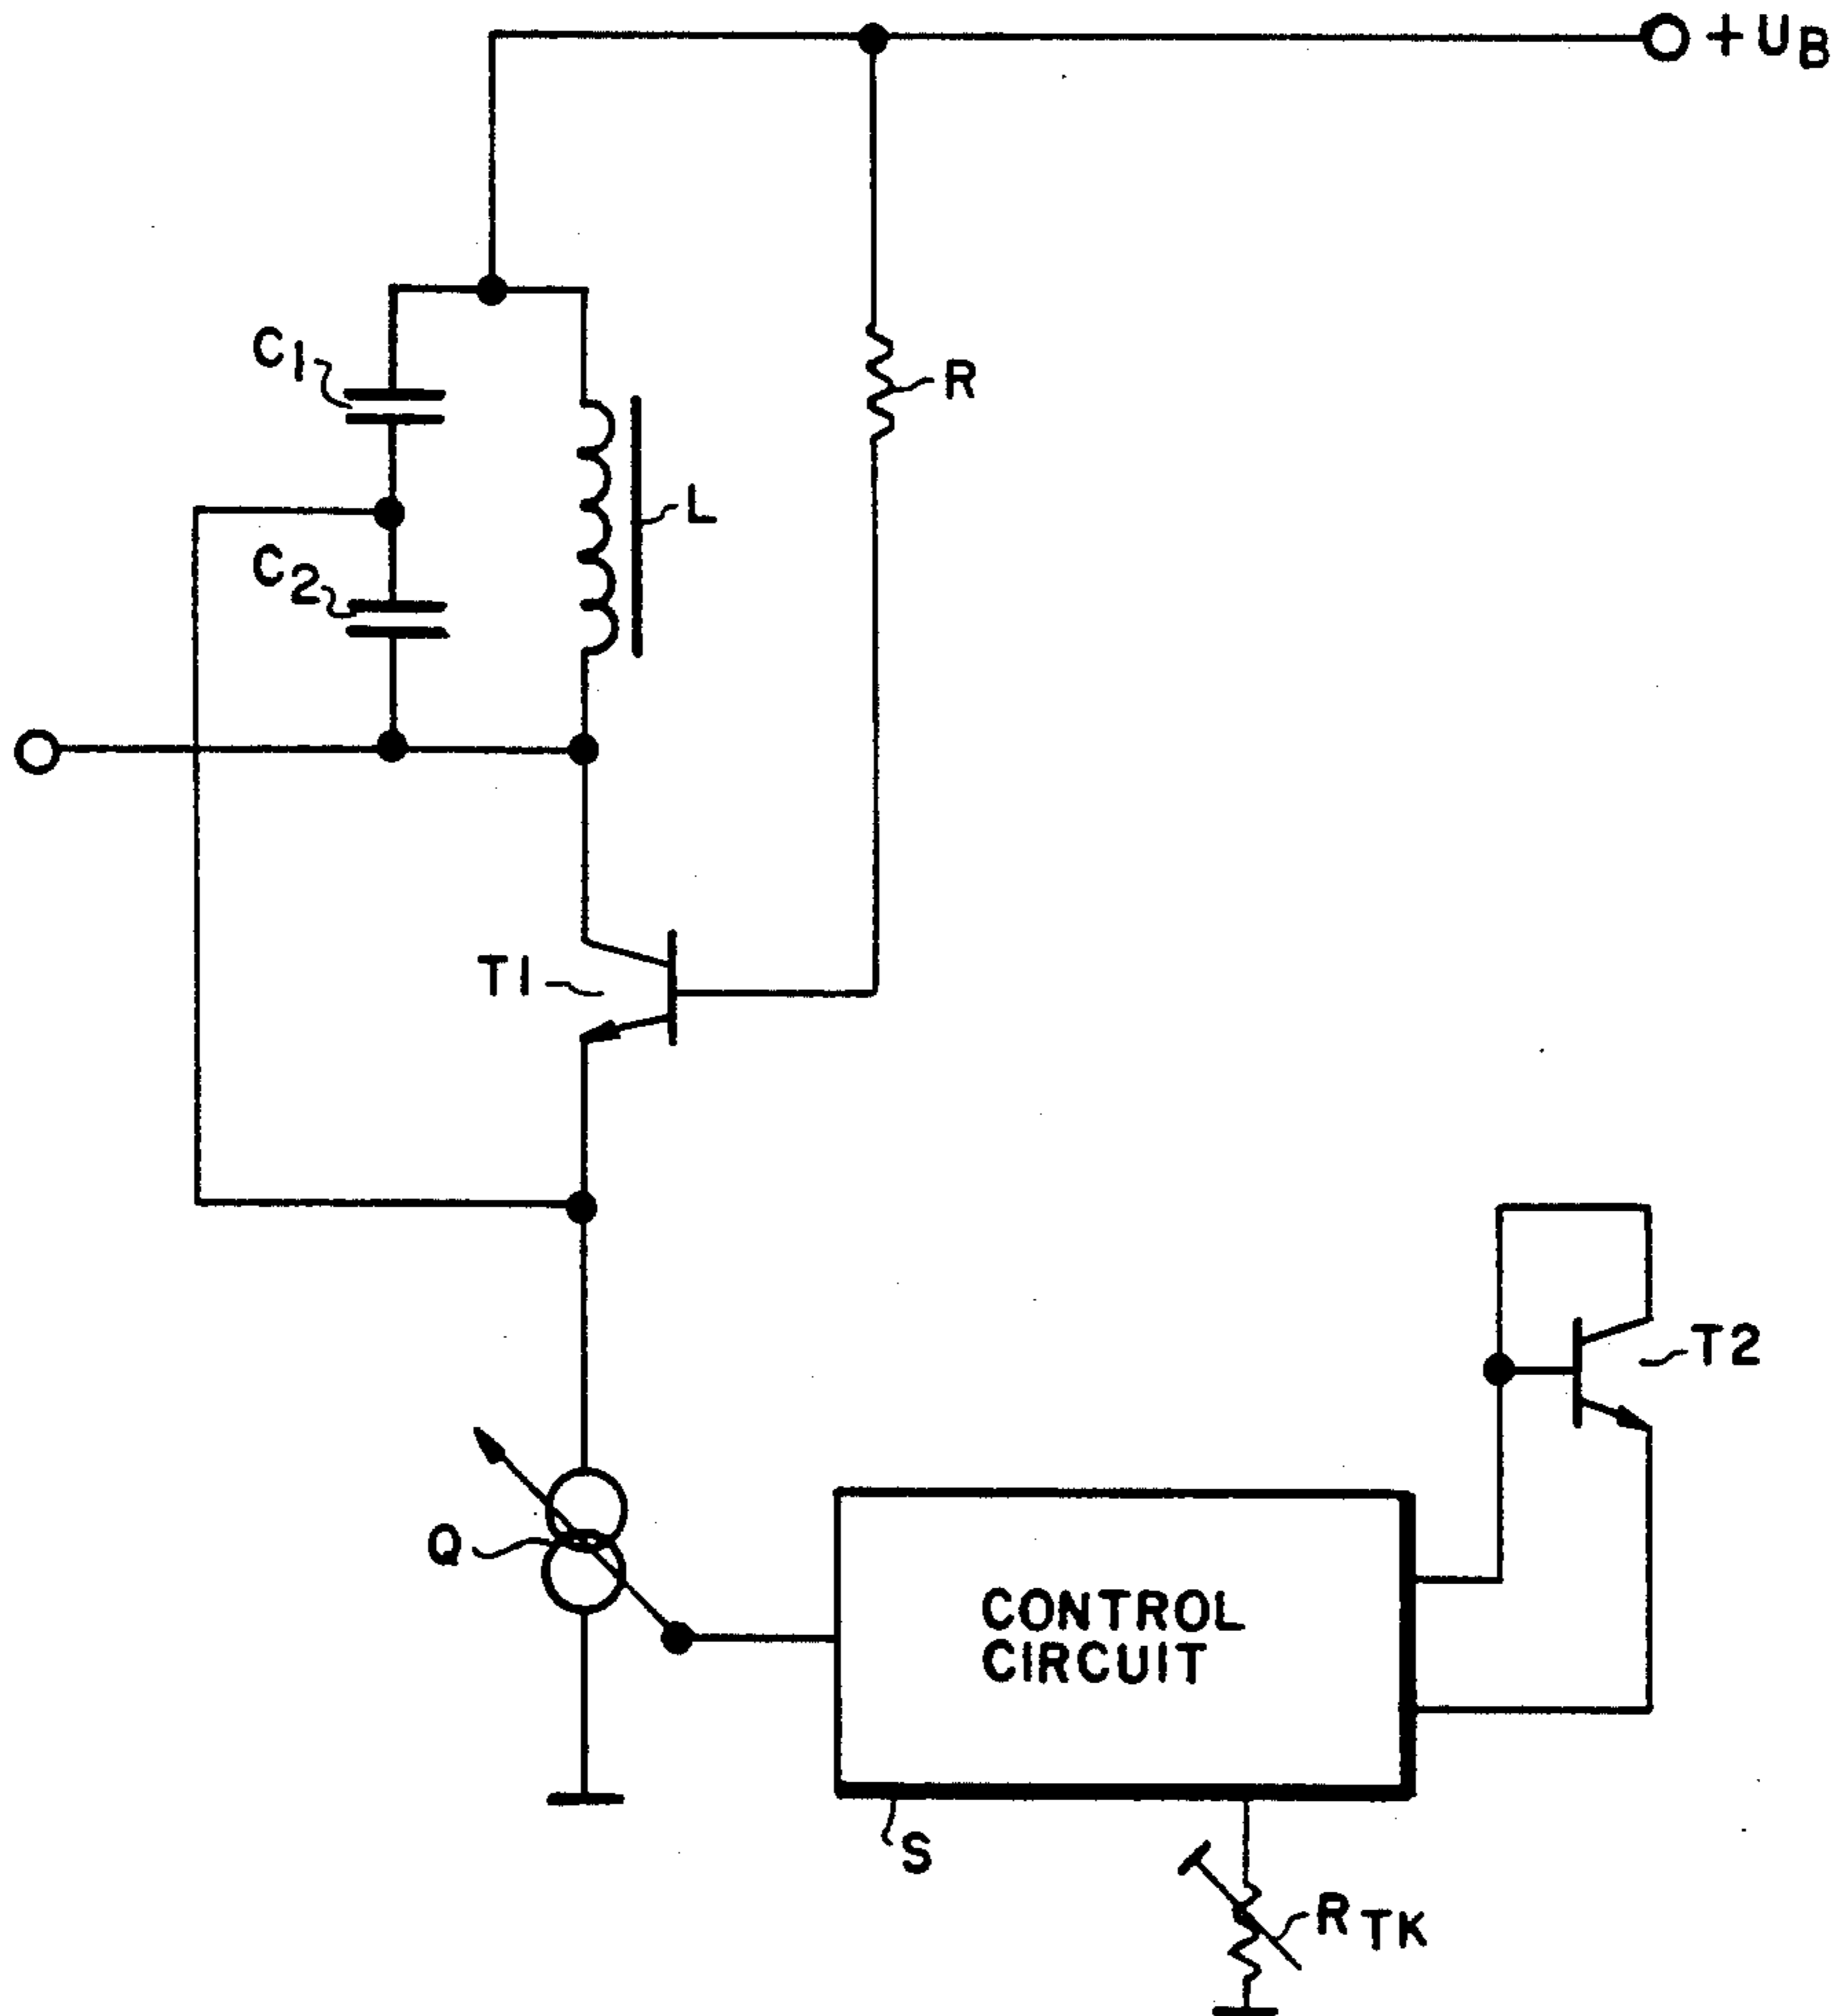 +UB
C1
R
L
C2
T1
T2
Q
CONTROL
CIRCUIT
S
RTK